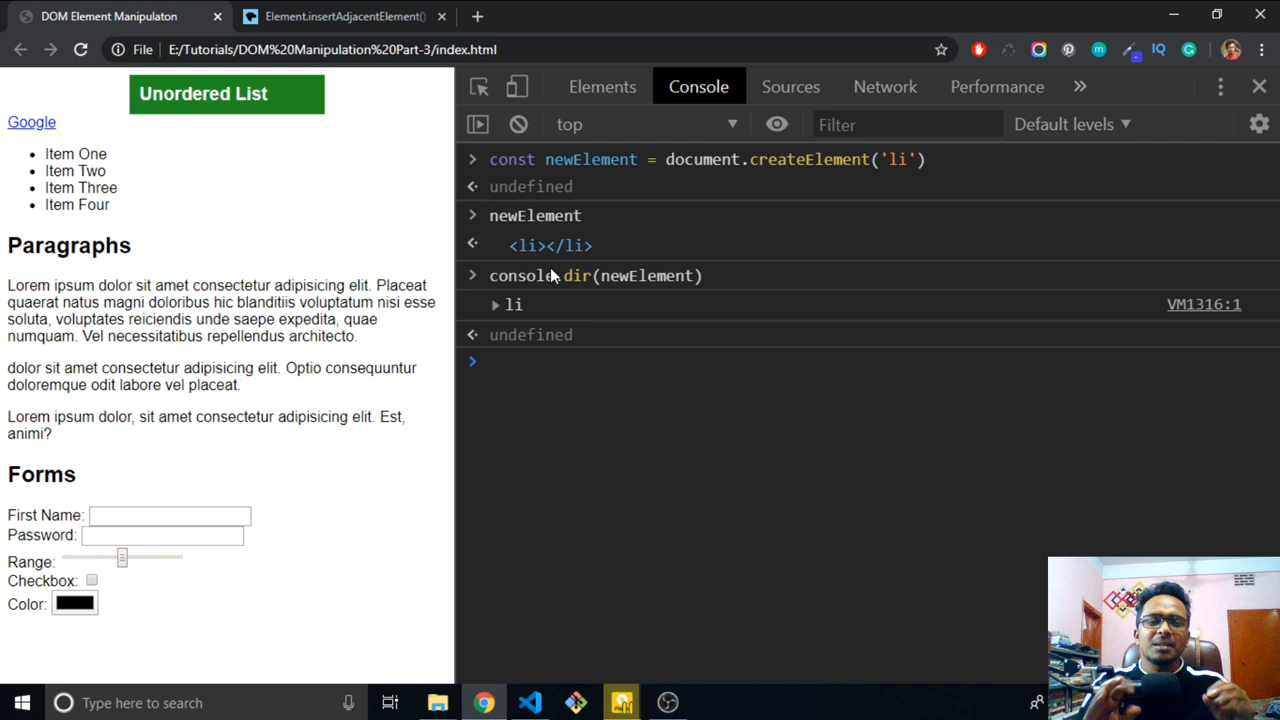 DOM Element Manipulaton
Element.insertAdjacentElement()
File E:/Tutorials/DOM%20Manipulation%20Part-3/index.html
IQ
Unordered List
Google
Item One
Item Two
Item Three
Item Four
Paragraphs
Lorem ipsum dolor sit amet consectetur adipisicing elit. Placeat
quaerat natus magni doloribus hic blanditiis voluptatum nisi esse
soluta, voluptates reiciendis unde saepe expedita, quae
numquam. Vel necessitatibus repellendus architecto.
dolor sit amet consectetur adipisicing elit. Optio consequuntur
doloremque odit labore vel placeat.
Lorem ipsum dolor, sit amet consectetur adipisicing elit. Est,
animi?
Forms
First Name:
Password:
Range:
Checkbox:
Color:
Elements Console Sources Network Performance
top Filter Default levels
const newElement = document.createElement('li')
undefined
newElement
<li></li>
console.dir(newElement)
li VM1316:1
undefined
Type here to search